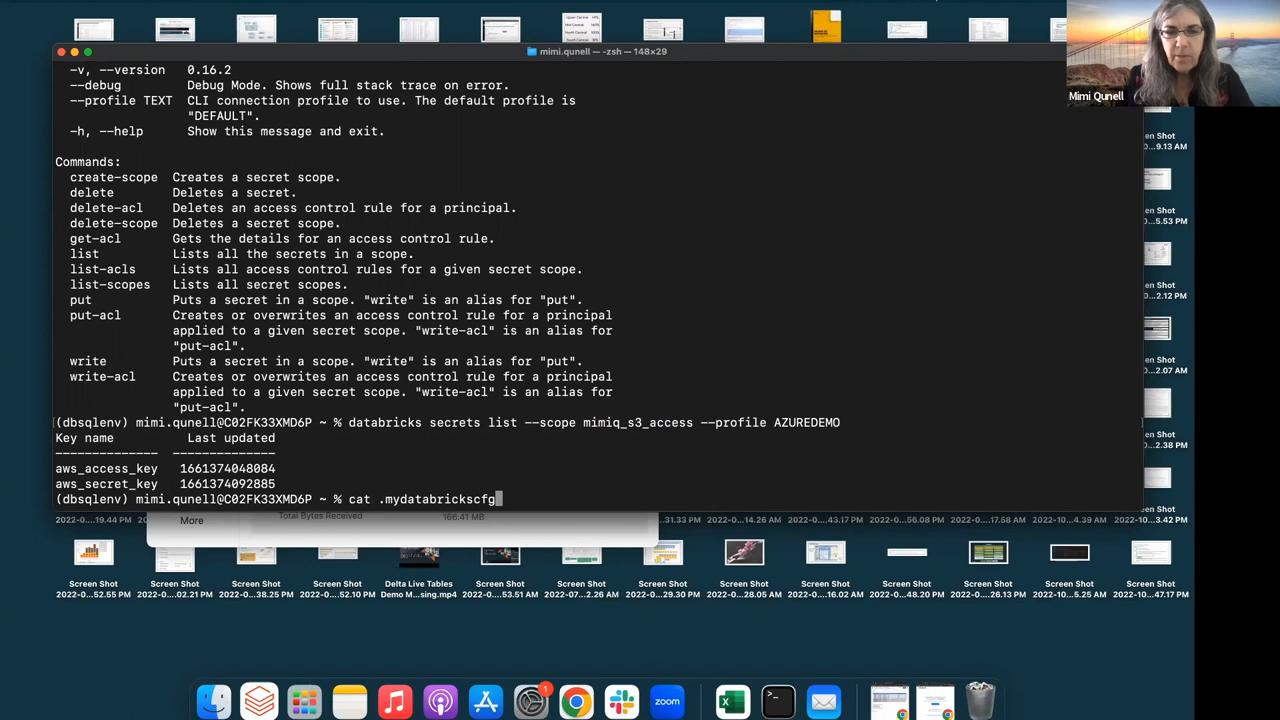 mimi.qunell — -zsh — 148×29
-v, --version 0.16.2
--debug Debug Mode. Shows full stack trace on error.
--profile TEXT CLI connection profile to use. The default profile is
"DEFAULT".
-h, --help Show this message and exit.
Commands:
create-scope Creates a secret scope.
delete Deletes a secret.
delete-acl Deletes an access control rule for a principal.
delete-scope Deletes a secret scope.
get-acl Gets the details for an access control rule.
list Lists all the secrets in a scope.
list-acls Lists all access control rules for a given secret scope.
list-scopes Lists all secret scopes.
put Puts a secret in a scope. "write" is an alias for "put".
put-acl Creates or overwrites an access control rule for a principal
applied to a given secret scope. "write-acl" is an alias for
"put-acl".
write Puts a secret in a scope. "write" is an alias for "put".
write-acl Creates or overwrites an access control rule for a principal
applied to a given secret scope. "write-acl" is an alias for
"put-acl".
(dbsqlenv) mimi.qunell@C02FK33XMD6P ~ % databricks secrets list --scope mimiq_s3_access --profile AZUREDEMO
Key name Last updated
-------------- --------------
aws_access_key 1661374048084
aws_secret_key 1661374092885
(dbsqlenv) mimi.qunell@C02FK33XMD6P ~ % cat .mydatabrickscfg
Mimi Qunell
en Shot
...9.13 AM
en Shot
...5.53 PM
en Shot
...2.12 PM
en Shot
...2.07 AM
en Shot
...2.38 PM
en Shot
2022-0....19.44 PM
More
Total Bytes Received 166.41 MB
...31.33 PM 2022-0...14.26 AM 2022-0...56.08 PM 2022-0...17.58 AM 2022-10...4.39 AM 2022-10...3.42 PM
Screen Shot Screen Shot Screen Shot Screen Shot Delta Live Tables Screen Shot Screen Shot Screen Shot Screen Shot Screen Shot Screen Shot Screen Shot Screen Shot Screen Shot
2022-0...52.55 PM 2022-0...02.21 PM 2022-0...38.25 PM 2022-0...52.10 PM Demo M...sing.mp4 2022-0...53.51 AM 2022-07...2.26 AM 2022-0...29.30 PM 2022-0...28.05 AM 2022-0...16.02 AM 2022-0...48.20 PM 2022-0...26.13 PM 2022-10...5.25 AM 2022-10...47.17 PM
1
zoom